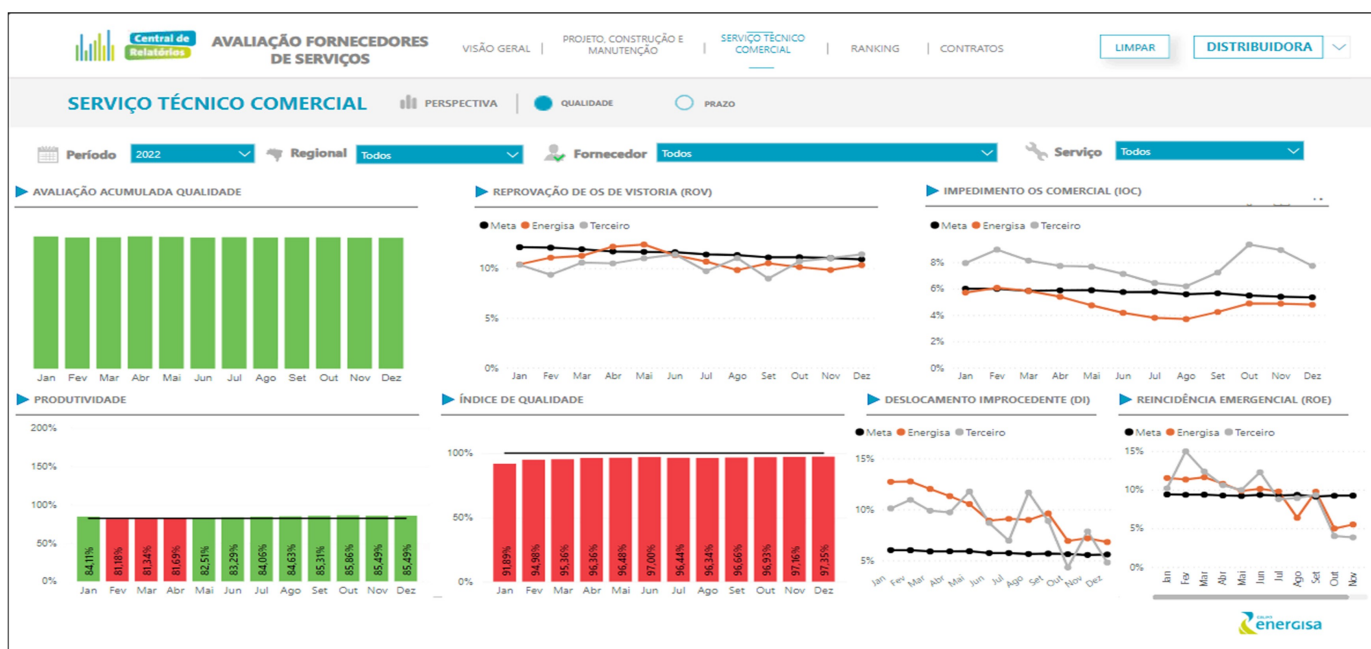 Central de
Relatórios
AVALIAÇÃO FORNECEDORES
DE SERVIÇOS
VISÃO GERAL |
PROJETO, CONSTRUÇÃO E
MANUTENÇÃO |
SERVIÇO TÉCNICO
COMERCIAL |
RANKING |
CONTRATOS
LIMPAR
DISTRIBUIDORA
SERVIÇO TÉCNICO COMERCIAL
PERSPECTIVA
QUALIDADE
PRAZO
Período 2022
Regional Todos
Fornecedor Todos
Serviço Todos
AVALIAÇÃO ACUMULADA QUALIDADE
Jan Fev Mar Abr Mai Jun Jul Ago Set Out Nov Dez
REPROVAÇÃO DE OS DE VISTORIA (ROV)
Meta Energisa Terceiro
10%
5%
0%
Jan Fev Mar Abr Mai Jun Jul Ago Set Out Nov Dez
IMPEDIMENTO OS COMERCIAL (IOC)
Meta Energisa Terceiro
8%
6%
4%
2%
0%
Jan Fev Mar Abr Mai Jun Jul Ago Set Out Nov Dez
PRODUTIVIDADE
200%
150%
100%
50%
0%
84.11% 81.18% 81.34% 81.69% 82.51% 83.29% 84.06% 84.63% 85.31% 85.86% 85.49% 85.49%
Jan Fev Mar Abr Mai Jun Jul Ago Set Out Nov Dez
ÍNDICE DE QUALIDADE
100%
50%
0%
91.89% 94.98% 95.36% 96.36% 96.48% 97.00% 96.44% 96.34% 96.66% 96.93% 97.16% 97.35%
Jan Fev Mar Abr Mai Jun Jul Ago Set Out Nov Dez
DESLOCAMENTO IMPROCEDENTE (DI)
Meta Energisa Terceiro
15%
10%
5%
Jan Fev Mar Abr Mai Jun Jul Ago Set Out Nov Dez
REINCIDÊNCIA EMERGENCIAL (ROE)
Meta Energisa Terceiro
15%
10%
5%
0%
Jan Fev Mar Abr Mai Jun Jul Ago Set Out Nov
energisa